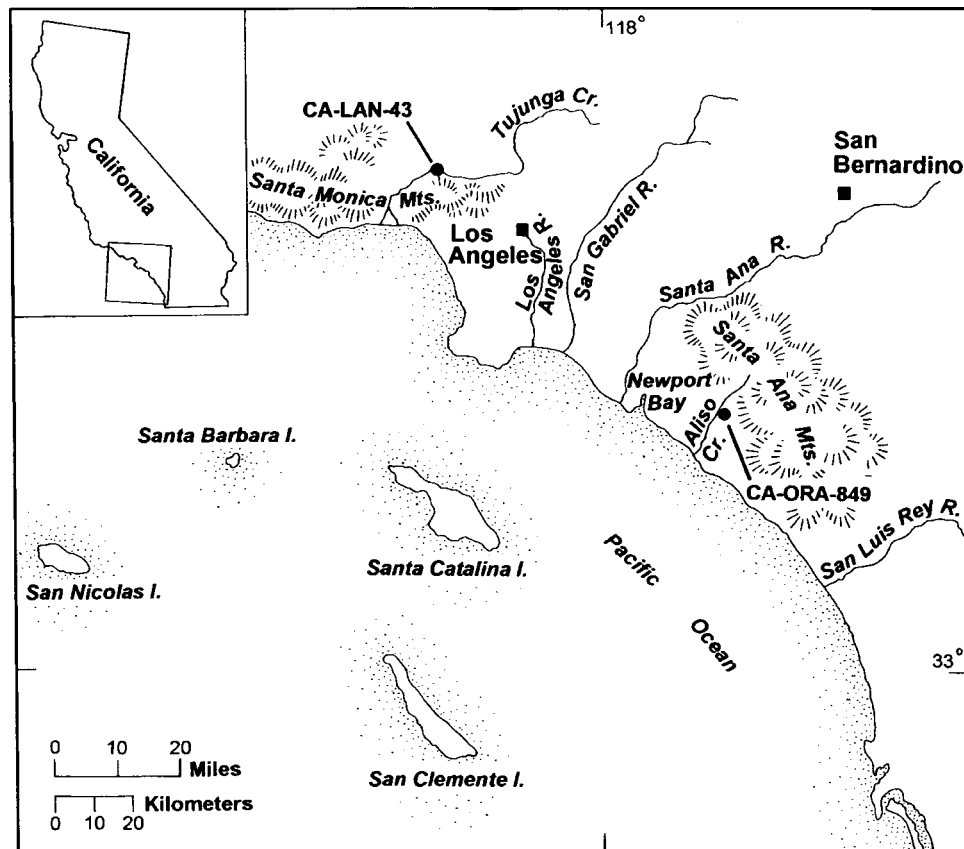 118°
California
CA-LAN-43
Tujunga Cr.
Santa Monica Mts.
San
Bernardino
Los
Angeles
Los
Angeles R.
San Gabriel R.
Santa Ana R.
Santa
Ana
Mts.
Newport
Bay
Aliso
Cr.
CA-ORA-849
San Luis Rey R.
Santa Barbara I.
Santa Catalina I.
San Nicolas I.
Pacific
Ocean
33°
San Clemente I.
0 10 20
Miles
Kilometers
0 10 20